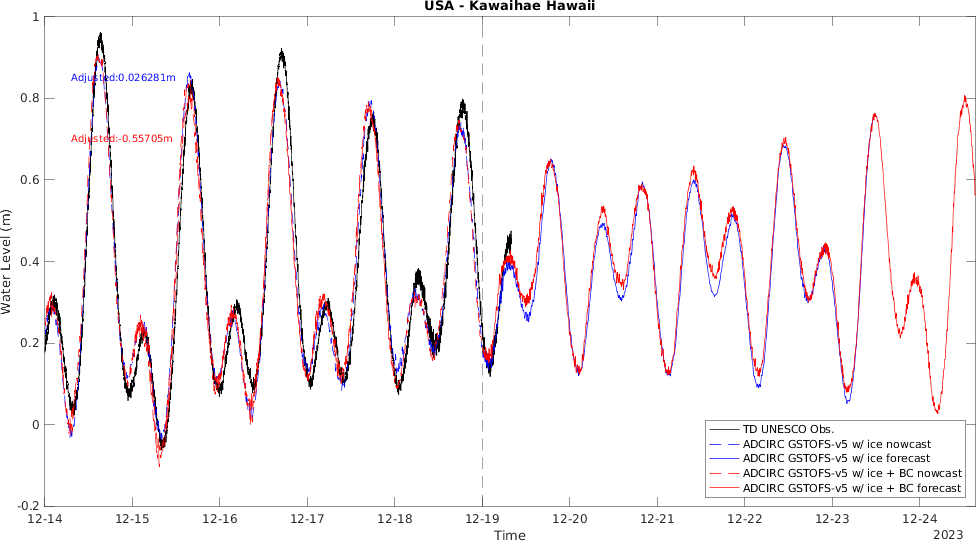 USA - Kawaihae Hawaii
1
0.8
0.6
0.4
0.2
0
-0.2
Water Level (m)
Adjusted:0.026281m
Adjusted:-0.55705m
TD UNESCO Obs.
ADCIRC GSTOFS-v5 w/ ice nowcast
ADCIRC GSTOFS-v5 w/ ice forecast
ADCIRC GSTOFS-v5 w/ ice + BC nowcast
ADCIRC GSTOFS-v5 w/ ice + BC forecast
12-14 12-15 12-16 12-17 12-18 12-19 12-20 12-21 12-22 12-23 12-24
Time
2023